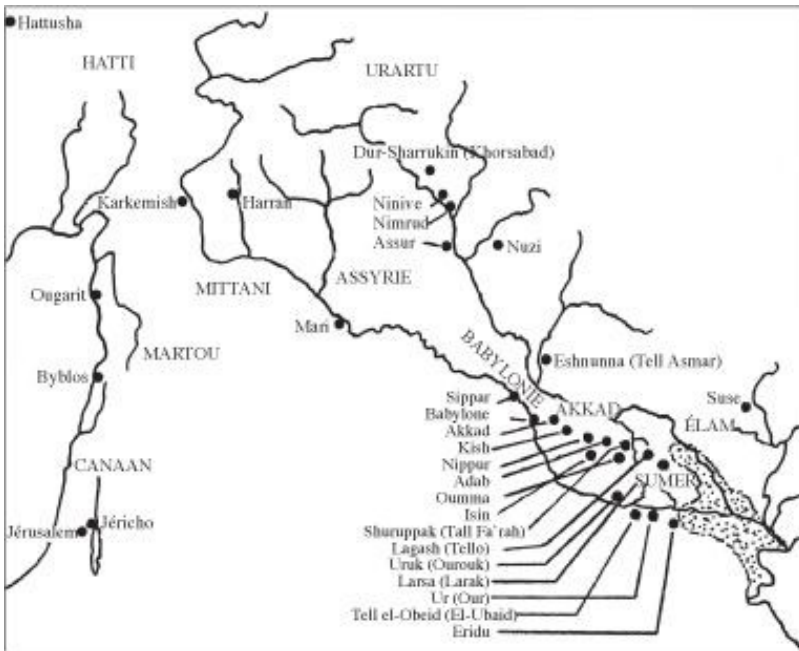 Hattusha
HATTI
URARTU
Dur-Sharrukin (Khorsabad)
Karkemish
Harran
Ninive
Nimrud
Assur
Nuzi
MITTANI
ASSYRIE
Ougarit
Mari
MARTOU
Byblos
BABYLONIE
Eshnunna (Tell Asmar)
Sippar
Babylone
AKKAD
Suse
ÉLAM
Akkad
Kish
Nippur
Adab
CANAAN
SUMER
Oumma
Isin
Jérusalem
Jéricho
Shuruppak (Tall Fa`rah)
Lagash (Tello)
Uruk (Ourouk)
Larsa (Larak)
Ur (Our)
Tell el-Obeid (El-Ubaid)
Eridu